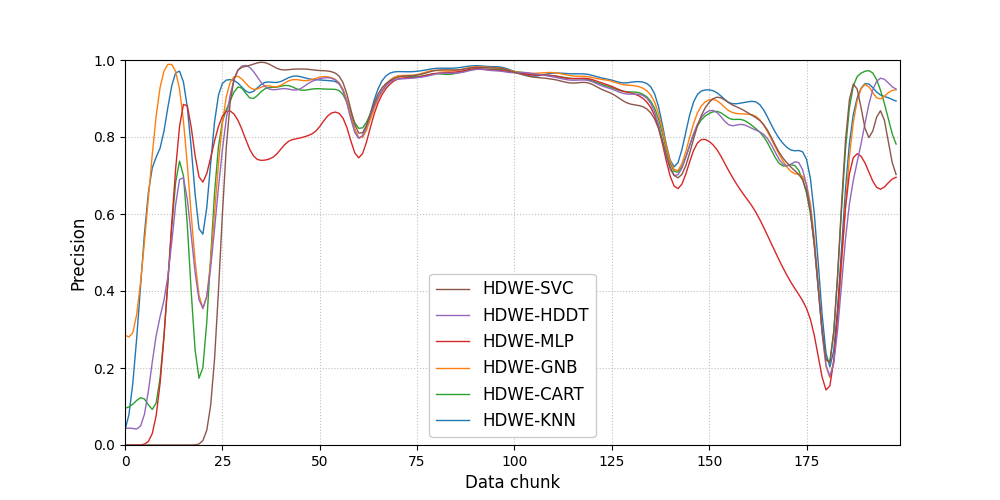 1.0
0.8
0.6
0.4
0.2
0.0
Precision
HDWE-SVC
HDWE-HDDT
HDWE-MLP
HDWE-GNB
HDWE-CART
HDWE-KNN
0 25 50 75 100 125 150 175
Data chunk